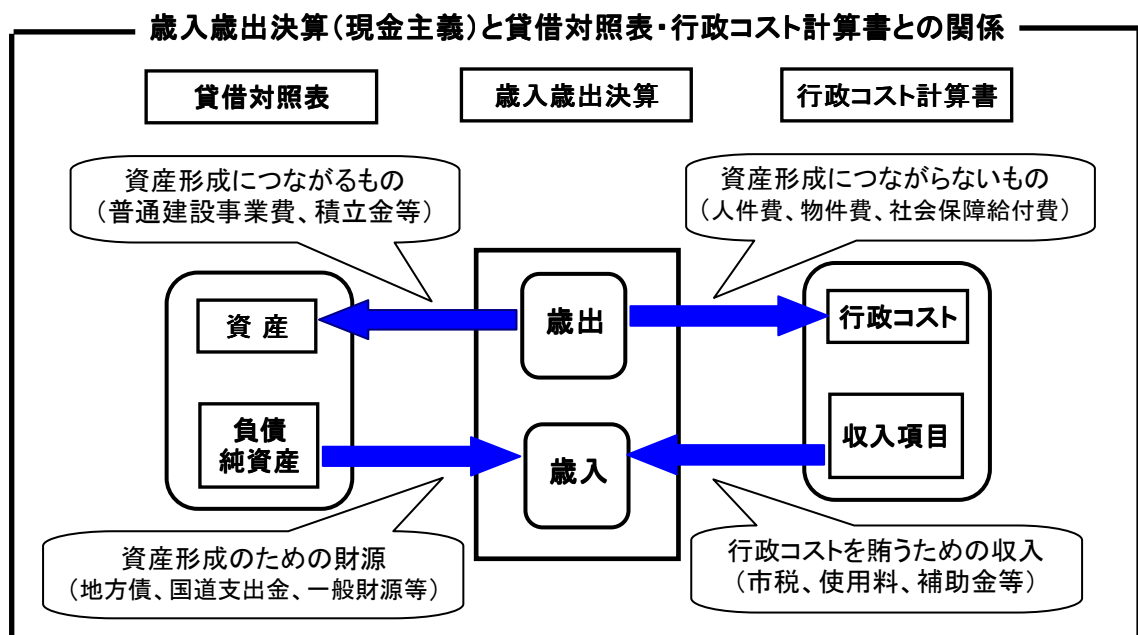 歳入歳出決算(現金主義)と貸借対照表・行政コスト計算書との関係
貸借対照表
歳入歳出決算
行政コスト計算書
資産形成につながるもの
(普通建設事業費、積立金等)
資産形成につながらないもの
(人件費、物件費、社会保障給付費)
資 産
歳出
行政コスト
負債
純資産
歳入
収入項目
資産形成のための財源
(地方債、国道支出金、一般財源等)
行政コストを賄うための収入
(市税、使用料、補助金等)